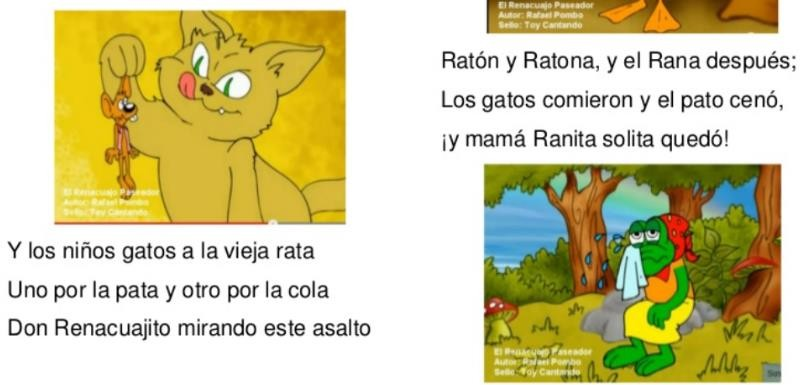 El Renacuajo Paseador
Autor: Rafael Pombo
Sello: Toy Cantando
Y los niños gatos a la vieja rata
Uno por la pata y otro por la cola
Don Renacuajito mirando este asalto
El Renacuajo Paseador
Autor: Rafael Pombo
Sello: Toy Cantando
Ratón y Ratona, y el Rana después;
Los gatos comieron y el pato cenó,
¡y mamá Ranita solita quedó!
El Renacuajo Paseador
Autor: Rafael Pombo
Sello: Toy Cantando